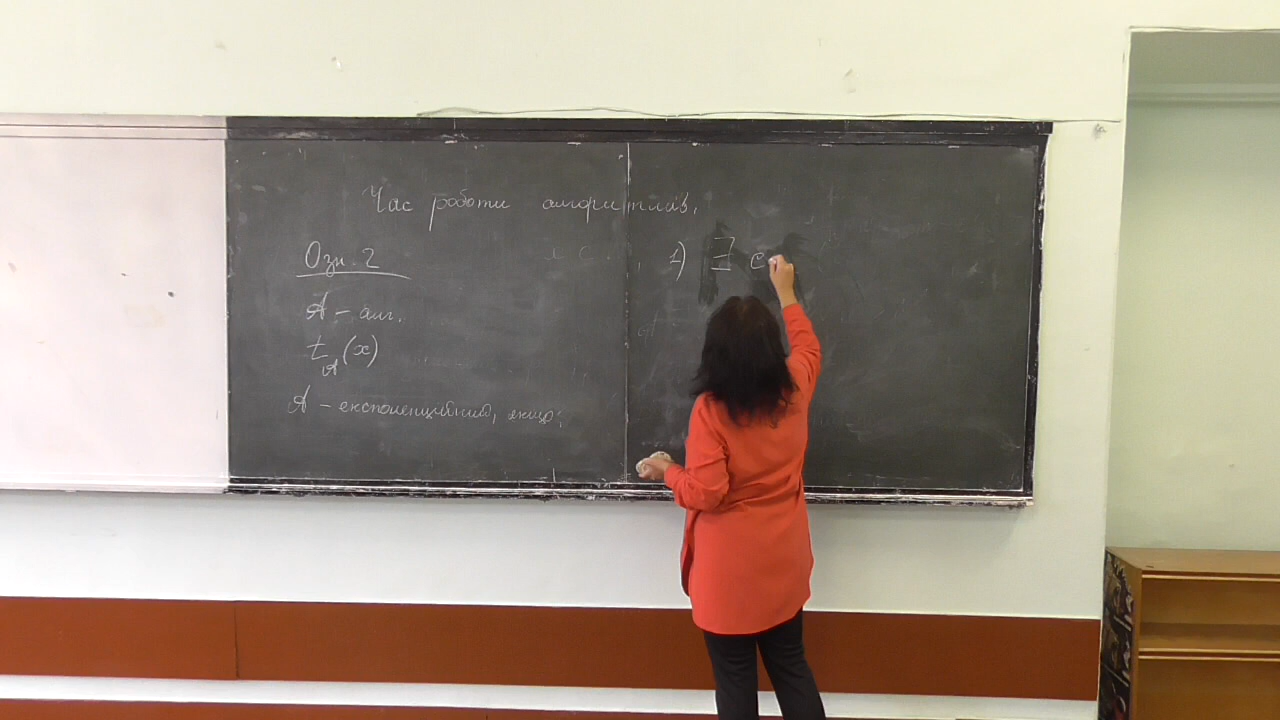 Час роботи алгоритмів.
Озн. 2
A - алг.
t_A(x)
A - експоненційний, якщо:
1) ∃ c